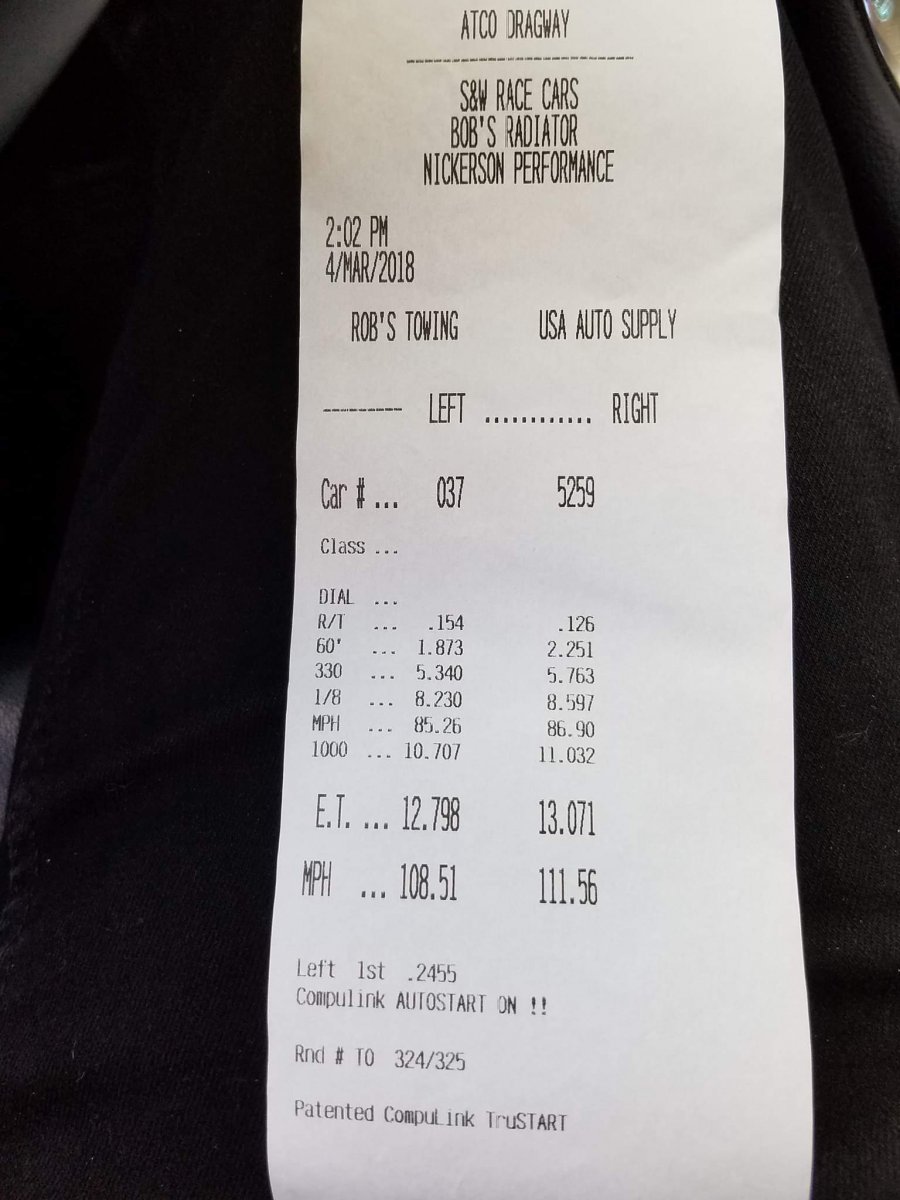 ATCO DRAGWAY
--------------------------------
S&W RACE CARS
BOB'S RADIATOR
NICKERSON PERFORMANCE
2:02 PM
4/MAR/2018
ROB'S TOWING USA AUTO SUPPLY
-------- LEFT ............ RIGHT
Car # ... 037 5259
Class ...
DIAL ...
R/T ... .154 .126
60' ... 1.873 2.251
330 ... 5.340 5.763
1/8 ... 8.230 8.597
MPH ... 85.26 86.90
1000 ... 10.707 11.032
E.T. ... 12.798 13.071
MPH ... 108.51 111.56
Left 1st .2455
Compulink AUTOSTART ON !!
Rnd # TO 324/325
Patented CompuLink TruSTART